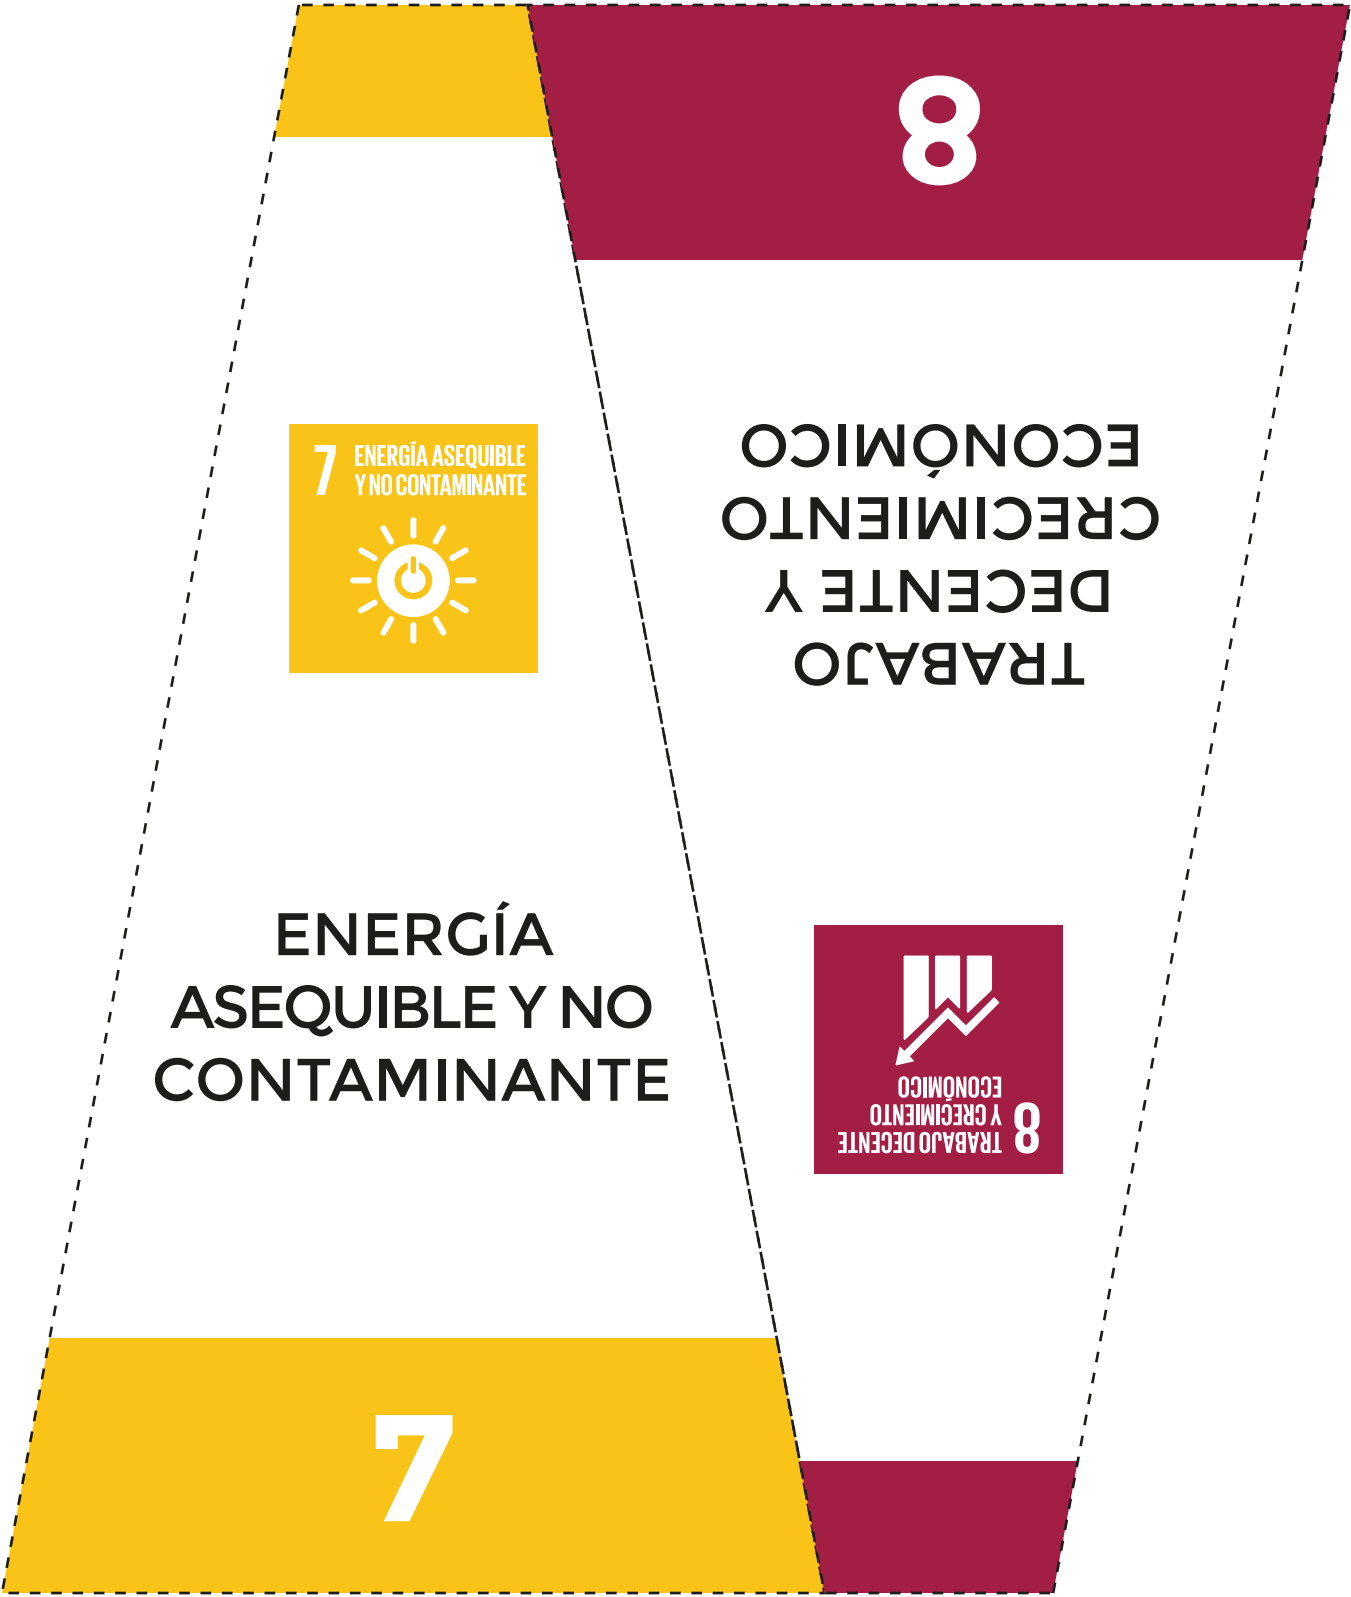 7 ENERGÍA ASEQUIBLE
Y NO CONTAMINANTE
ENERGÍA
ASEQUIBLE Y NO
CONTAMINANTE
7
8
TRABAJO
DECENTE Y
CRECIMIENTO
ECONÓMICO
8 TRABAJO DECENTE
Y CRECIMIENTO
ECONÓMICO